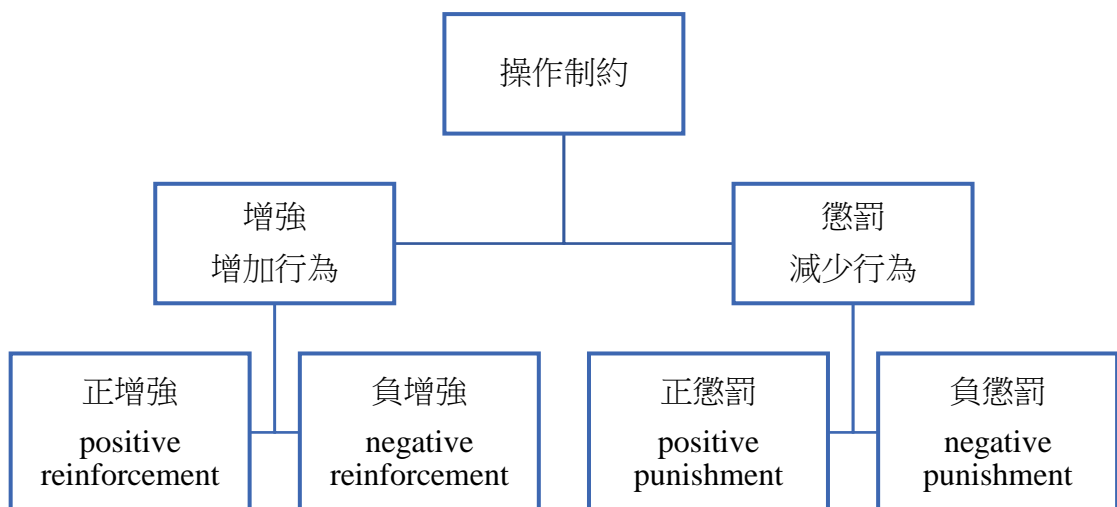 操作制約
增強
增加行為
懲罰
減少行為
正增強
positive
reinforcement
負增強
negative
reinforcement
正懲罰
positive
punishment
負懲罰
negative
punishment